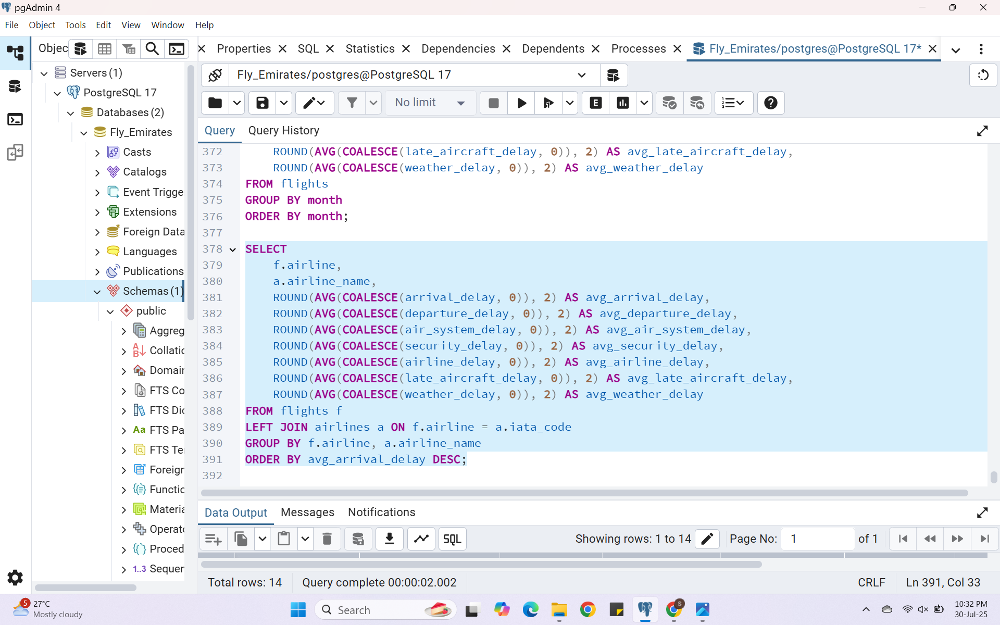 pgAdmin 4
File Object Tools Edit View Window Help
Objec
Properties SQL Statistics Dependencies Dependents Processes Fly_Emirates/postgres@PostgreSQL 17*
Servers (1)
PostgreSQL 17
Databases (2)
Fly_Emirates
Casts
Catalogs
Event Trigge
Extensions
Foreign Data
Languages
Publications
Schemas (1)
public
Aggreg
Collatic
Domair
FTS Co
FTS Dic
FTS Pa
FTS Ter
Foreigr
Functic
Materia
Operato
Proced
1..3 Sequer
Fly_Emirates/postgres@PostgreSQL 17
No limit
Query Query History
372 ROUND(AVG(COALESCE(late_aircraft_delay, 0)), 2) AS avg_late_aircraft_delay,
373 ROUND(AVG(COALESCE(weather_delay, 0)), 2) AS avg_weather_delay
374 FROM flights
375 GROUP BY month
376 ORDER BY month;
377
378 SELECT
379 f.airline,
380 a.airline_name,
381 ROUND(AVG(COALESCE(arrival_delay, 0)), 2) AS avg_arrival_delay,
382 ROUND(AVG(COALESCE(departure_delay, 0)), 2) AS avg_departure_delay,
383 ROUND(AVG(COALESCE(air_system_delay, 0)), 2) AS avg_air_system_delay,
384 ROUND(AVG(COALESCE(security_delay, 0)), 2) AS avg_security_delay,
385 ROUND(AVG(COALESCE(airline_delay, 0)), 2) AS avg_airline_delay,
386 ROUND(AVG(COALESCE(late_aircraft_delay, 0)), 2) AS avg_late_aircraft_delay,
387 ROUND(AVG(COALESCE(weather_delay, 0)), 2) AS avg_weather_delay
388 FROM flights f
389 LEFT JOIN airlines a ON f.airline = a.iata_code
390 GROUP BY f.airline, a.airline_name
391 ORDER BY avg_arrival_delay DESC;
392
Data Output Messages Notifications
SQL Showing rows: 1 to 14 Page No: 1 of 1
Total rows: 14 Query complete 00:00:02.002 CRLF Ln 391, Col 33
5 27°C
Mostly cloudy
Search
S
10:32 PM
30-Jul-25